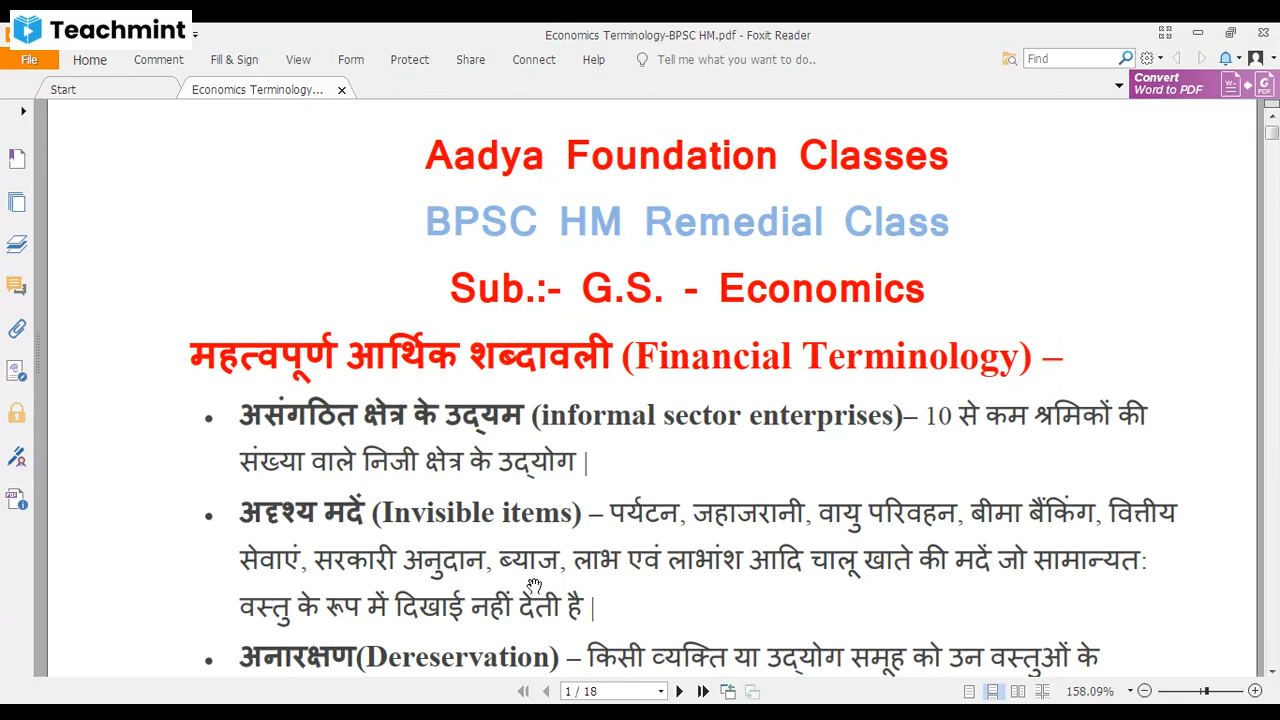 Teachmint
Economics Terminology-BPSC HM.pdf - Foxit Reader
File Home Comment Fill & Sign View Form Protect Share Connect Help Tell me what you want to do.. Find
Start Economics Terminology... Convert Word to PDF
Aadya Foundation Classes
BPSC HM Remedial Class
Sub.:- G.S. - Economics
महत्वपूर्ण आर्थिक शब्दावली (Financial Terminology) –
• असंगठित क्षेत्र के उद्यम (informal sector enterprises)– 10 से कम श्रमिकों की
संख्या वाले निजी क्षेत्र के उद्योग |
• अदृश्य मदें (Invisible items) – पर्यटन, जहाजरानी, वायु परिवहन, बीमा बैंकिंग, वित्तीय
सेवाएं, सरकारी अनुदान, ब्याज, लाभ एवं लाभांश आदि चालू खाते की मदें जो सामान्यत:
वस्तु के रूप में दिखाई नहीं देती है |
• अनारक्षण(Dereservation) – किसी व्यक्ति या उद्योग समूह को उन वस्तुओं के
1 / 18 158.09%